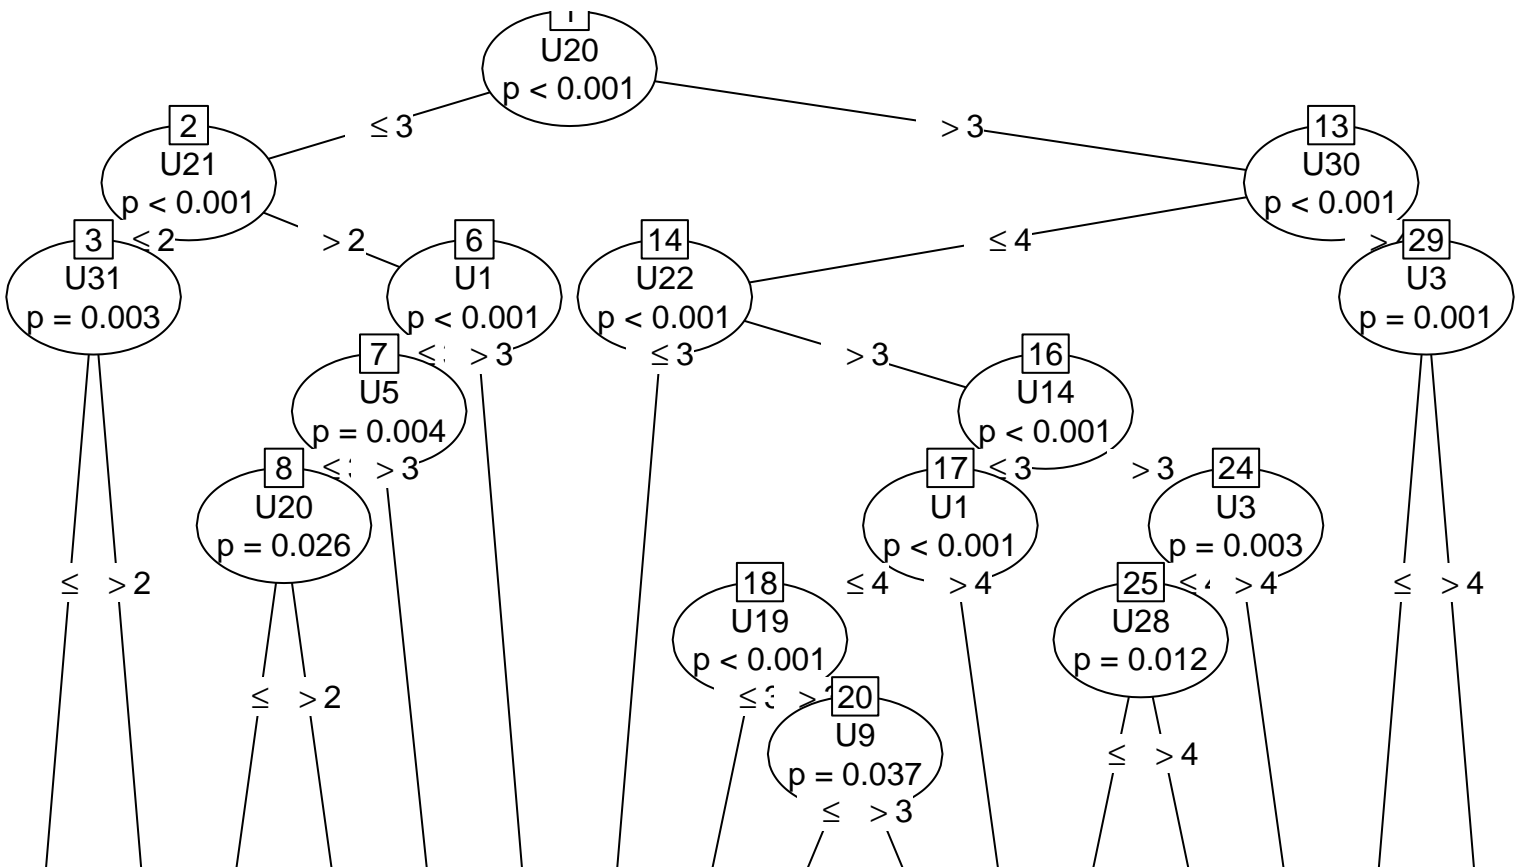 U20
p < 0.001
≤ 3
> 3
2
U21
p < 0.001
13
U30
p < 0.001
≤ 2
> 2
≤ 4
>
3
U31
p = 0.003
6
U1
p < 0.001
14
U22
p < 0.001
29
U3
p = 0.001
≤
> 3
≤ 3
> 3
7
U5
p = 0.004
16
U14
p < 0.001
≤
> 3
≤ 3
> 3
8
U20
p = 0.026
17
U1
p < 0.001
24
U3
p = 0.003
≤
> 2
≤ 4
> 4
≤
> 4
≤
> 4
18
U19
p < 0.001
25
U28
p = 0.012
≤
> 2
≤ 3
>
20
U9
p = 0.037
≤
> 4
≤
> 3